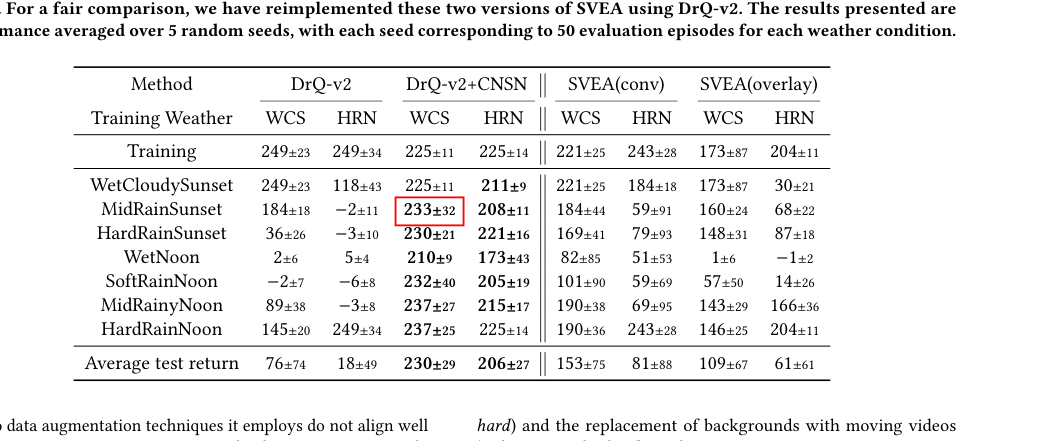 . For a fair comparison, we have reimplemented these two versions of SVEA using DrQ-v2. The results presented are
mance averaged over 5 random seeds, with each seed corresponding to 50 evaluation episodes for each weather condition.
Method DrQ-v2 DrQ-v2+CNSN SVEA(conv) SVEA(overlay)
Training Weather WCS HRN WCS HRN WCS HRN WCS HRN
Training 249±23 249±34 225±11 225±14 221±25 243±28 173±87 204±11
WetCloudySunset 249±23 118±43 225±11 211±9 221±25 184±18 173±87 30±21
MidRainSunset 184±18 −2±11 233±32 208±11 184±44 59±91 160±24 68±22
HardRainSunset 36±26 −3±10 230±21 221±16 169±41 79±93 148±31 87±18
WetNoon 2±6 5±4 210±9 173±43 82±85 51±53 1±6 −1±2
SoftRainNoon −2±7 −6±8 232±40 205±19 101±90 59±69 57±50 14±26
MidRainyNoon 89±38 −3±8 237±27 215±17 190±38 69±95 143±29 166±36
HardRainNoon 145±20 249±34 237±25 225±14 190±36 243±28 146±25 204±11
Average test return 76±74 18±49 230±29 206±27 153±75 81±88 109±67 61±61
data augmentation techniques it employs do not align well
hard) and the replacement of backgrounds with moving videos